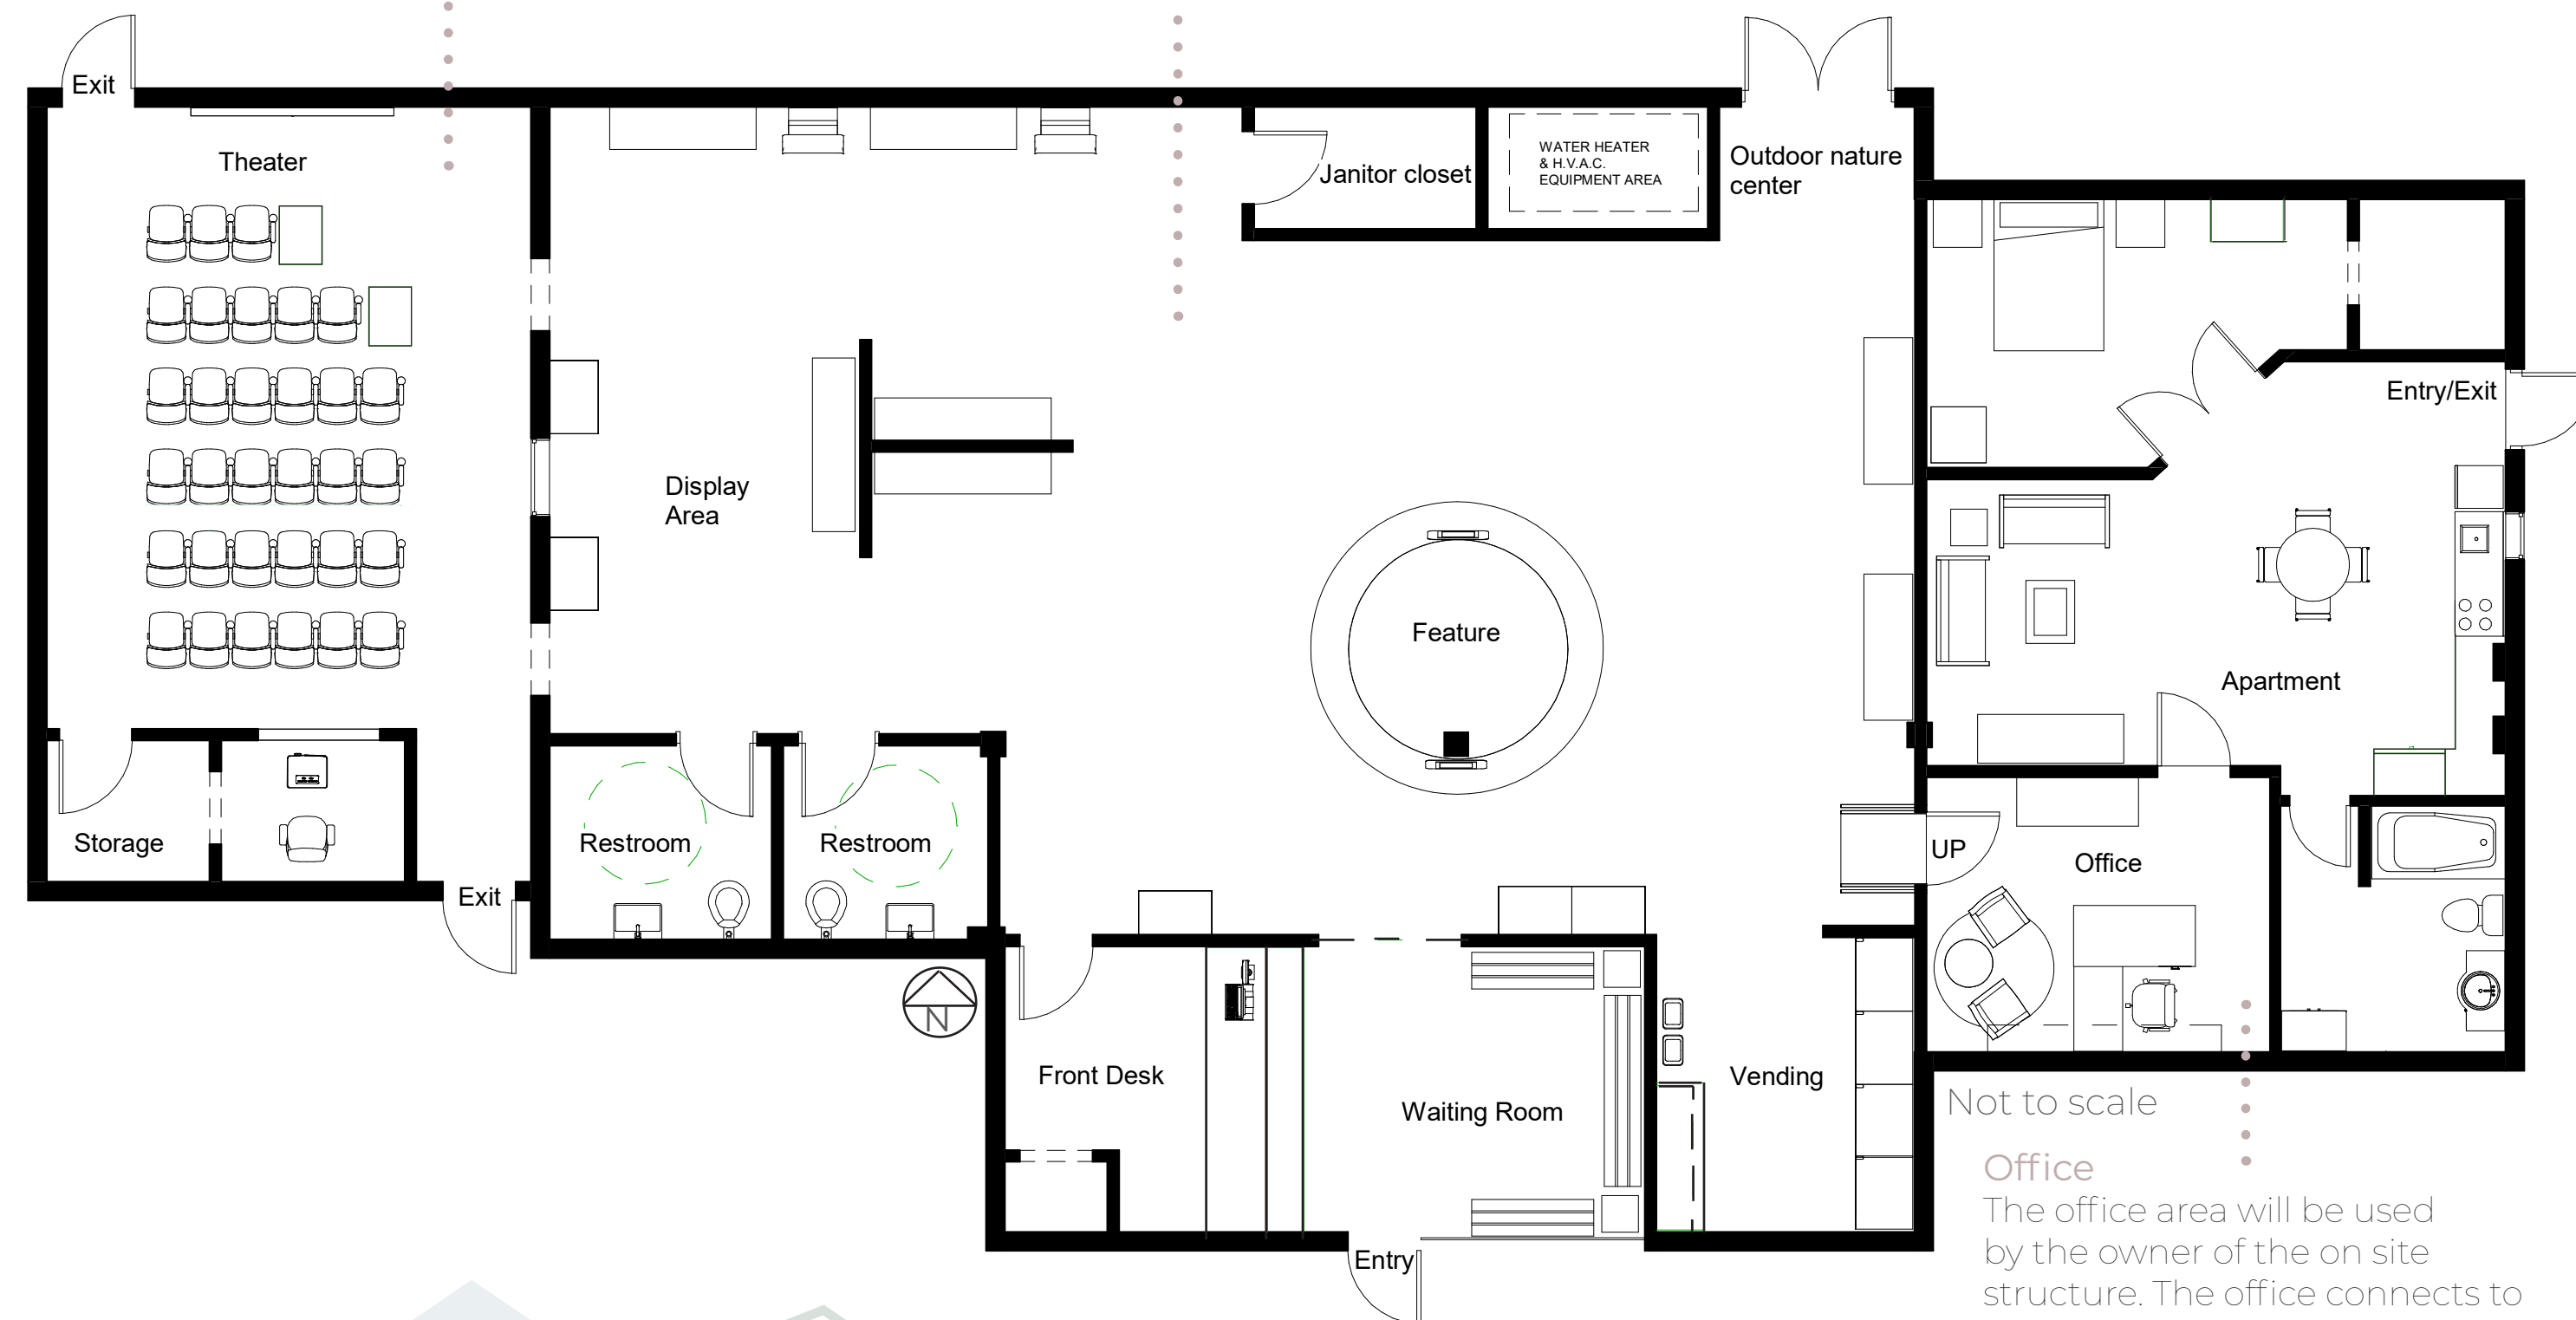 Exit
Theater
Janitor closet
WATER HEATER
& H.V.A.C.
EQUIPMENT AREA
Outdoor nature
center
Entry/Exit
Display
Area
Feature
Apartment
Storage
Restroom
Restroom
UP
Office
Exit
N
Front Desk
Waiting Room
Vending
Entry
Not to scale
Office
The office area will be used
by the owner of the on site
structure. The office connects to